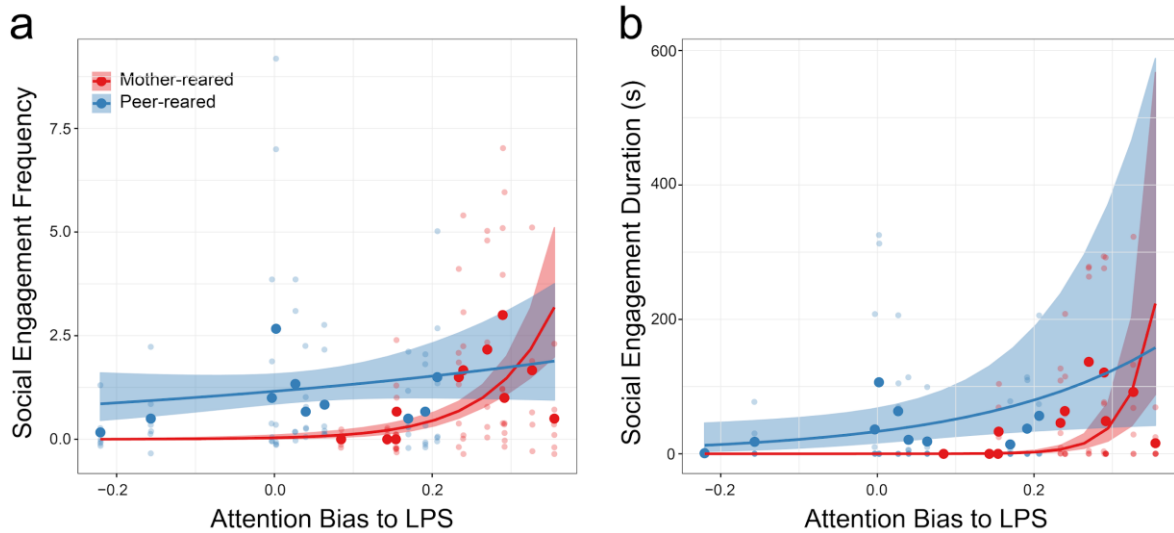 a
b
Social Engagement Frequency
7.5
5.0
2.5
0.0
Mother-reared
Peer-reared
−0.2
0.0
0.2
Attention Bias to LPS
Social Engagement Duration (s)
600
400
200
0
−0.2
0.0
0.2
Attention Bias to LPS